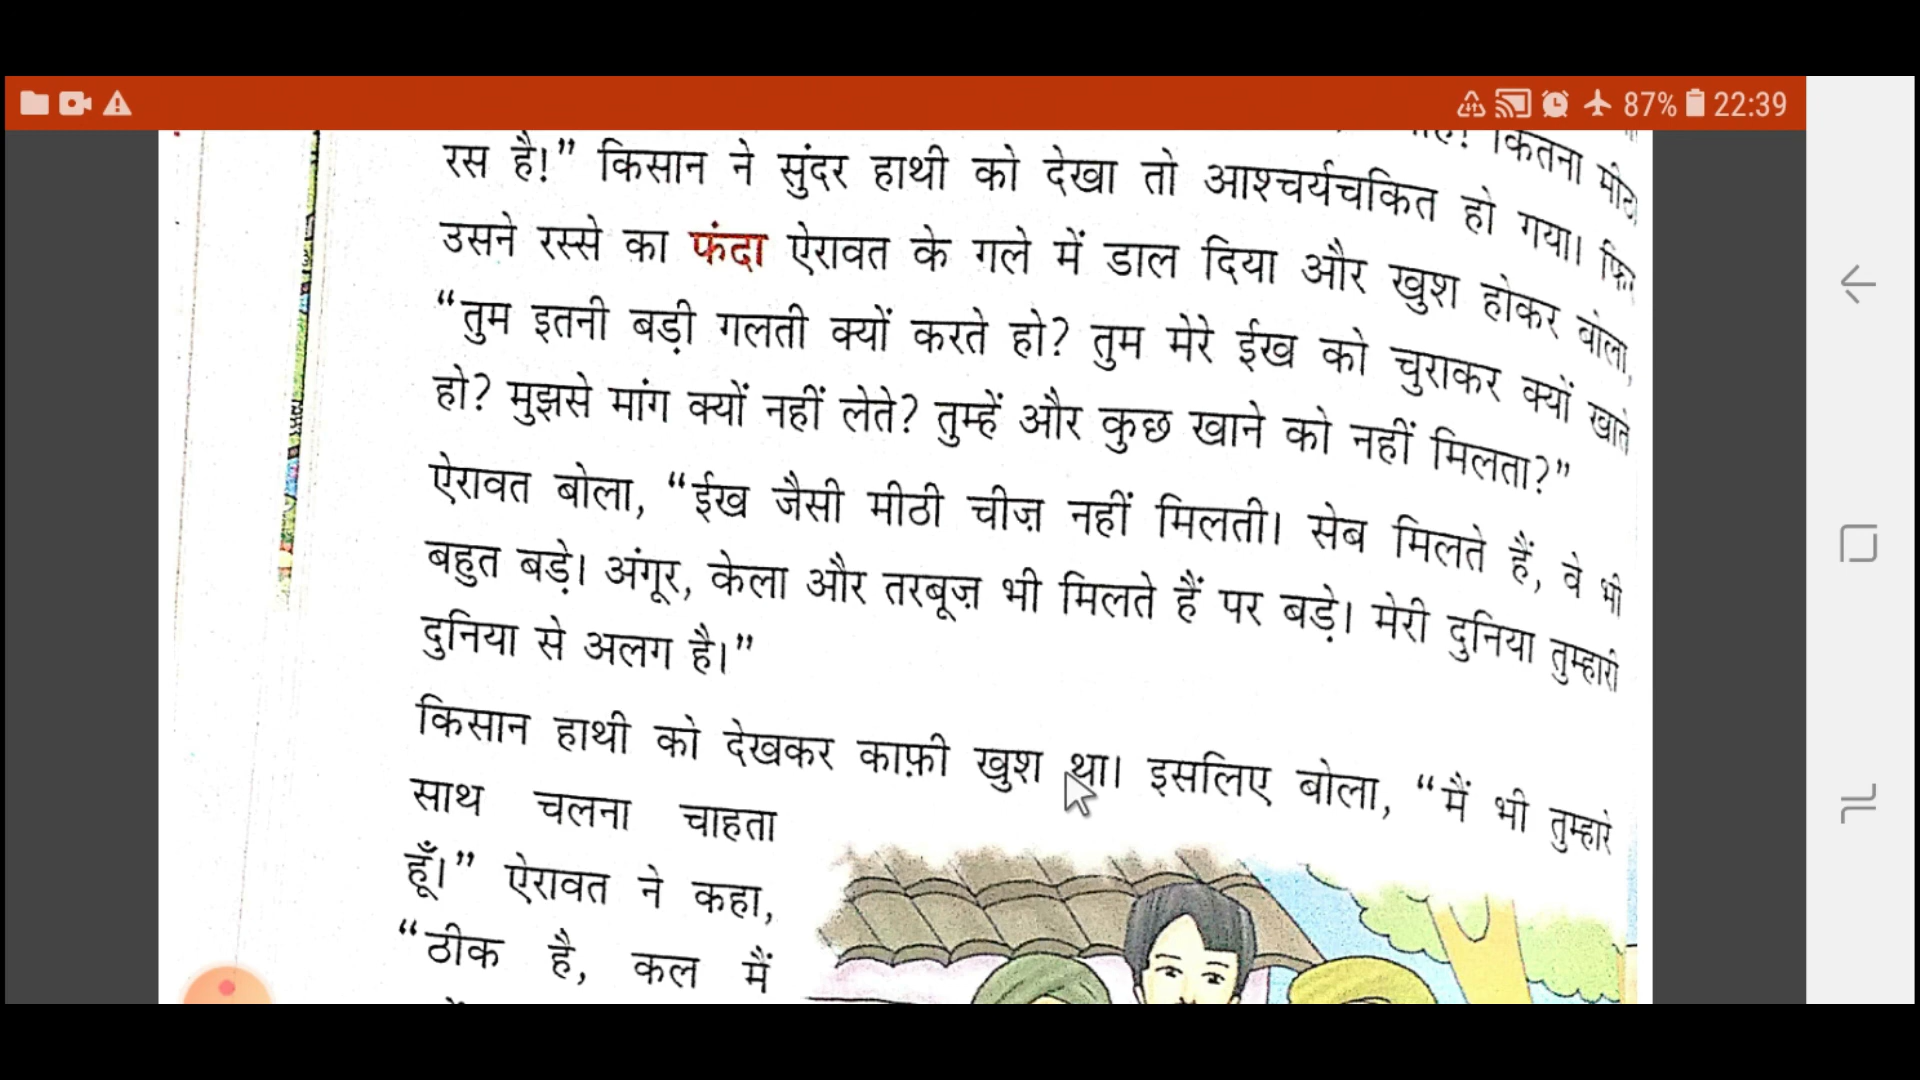 87% 22:39
कितना मीठा
रस है!” किसान ने सुंदर हाथी को देखा तो आश्चर्यचकित हो गया। फिर
उसने रस्से का फंदा ऐरावत के गले में डाल दिया और खुश होकर बोला,
“तुम इतनी बड़ी गलती क्यों करते हो? तुम मेरे ईख को चुराकर क्यों खाते
हो? मुझसे मांग क्यों नहीं लेते? तुम्हें और कुछ खाने को नहीं मिलता?”
ऐरावत बोला, “ईख जैसी मीठी चीज़ नहीं मिलती। सेब मिलते हैं, वे भी
बहुत बड़े। अंगूर, केला और तरबूज़ भी मिलते हैं पर बड़े। मेरी दुनिया तुम्हारी
दुनिया से अलग है।”
किसान हाथी को देखकर काफ़ी खुश था। इसलिए बोला, “मैं भी तुम्हारे
साथ चलना चाहता
हूँ।” ऐरावत ने कहा,
“ठीक है, कल मैं